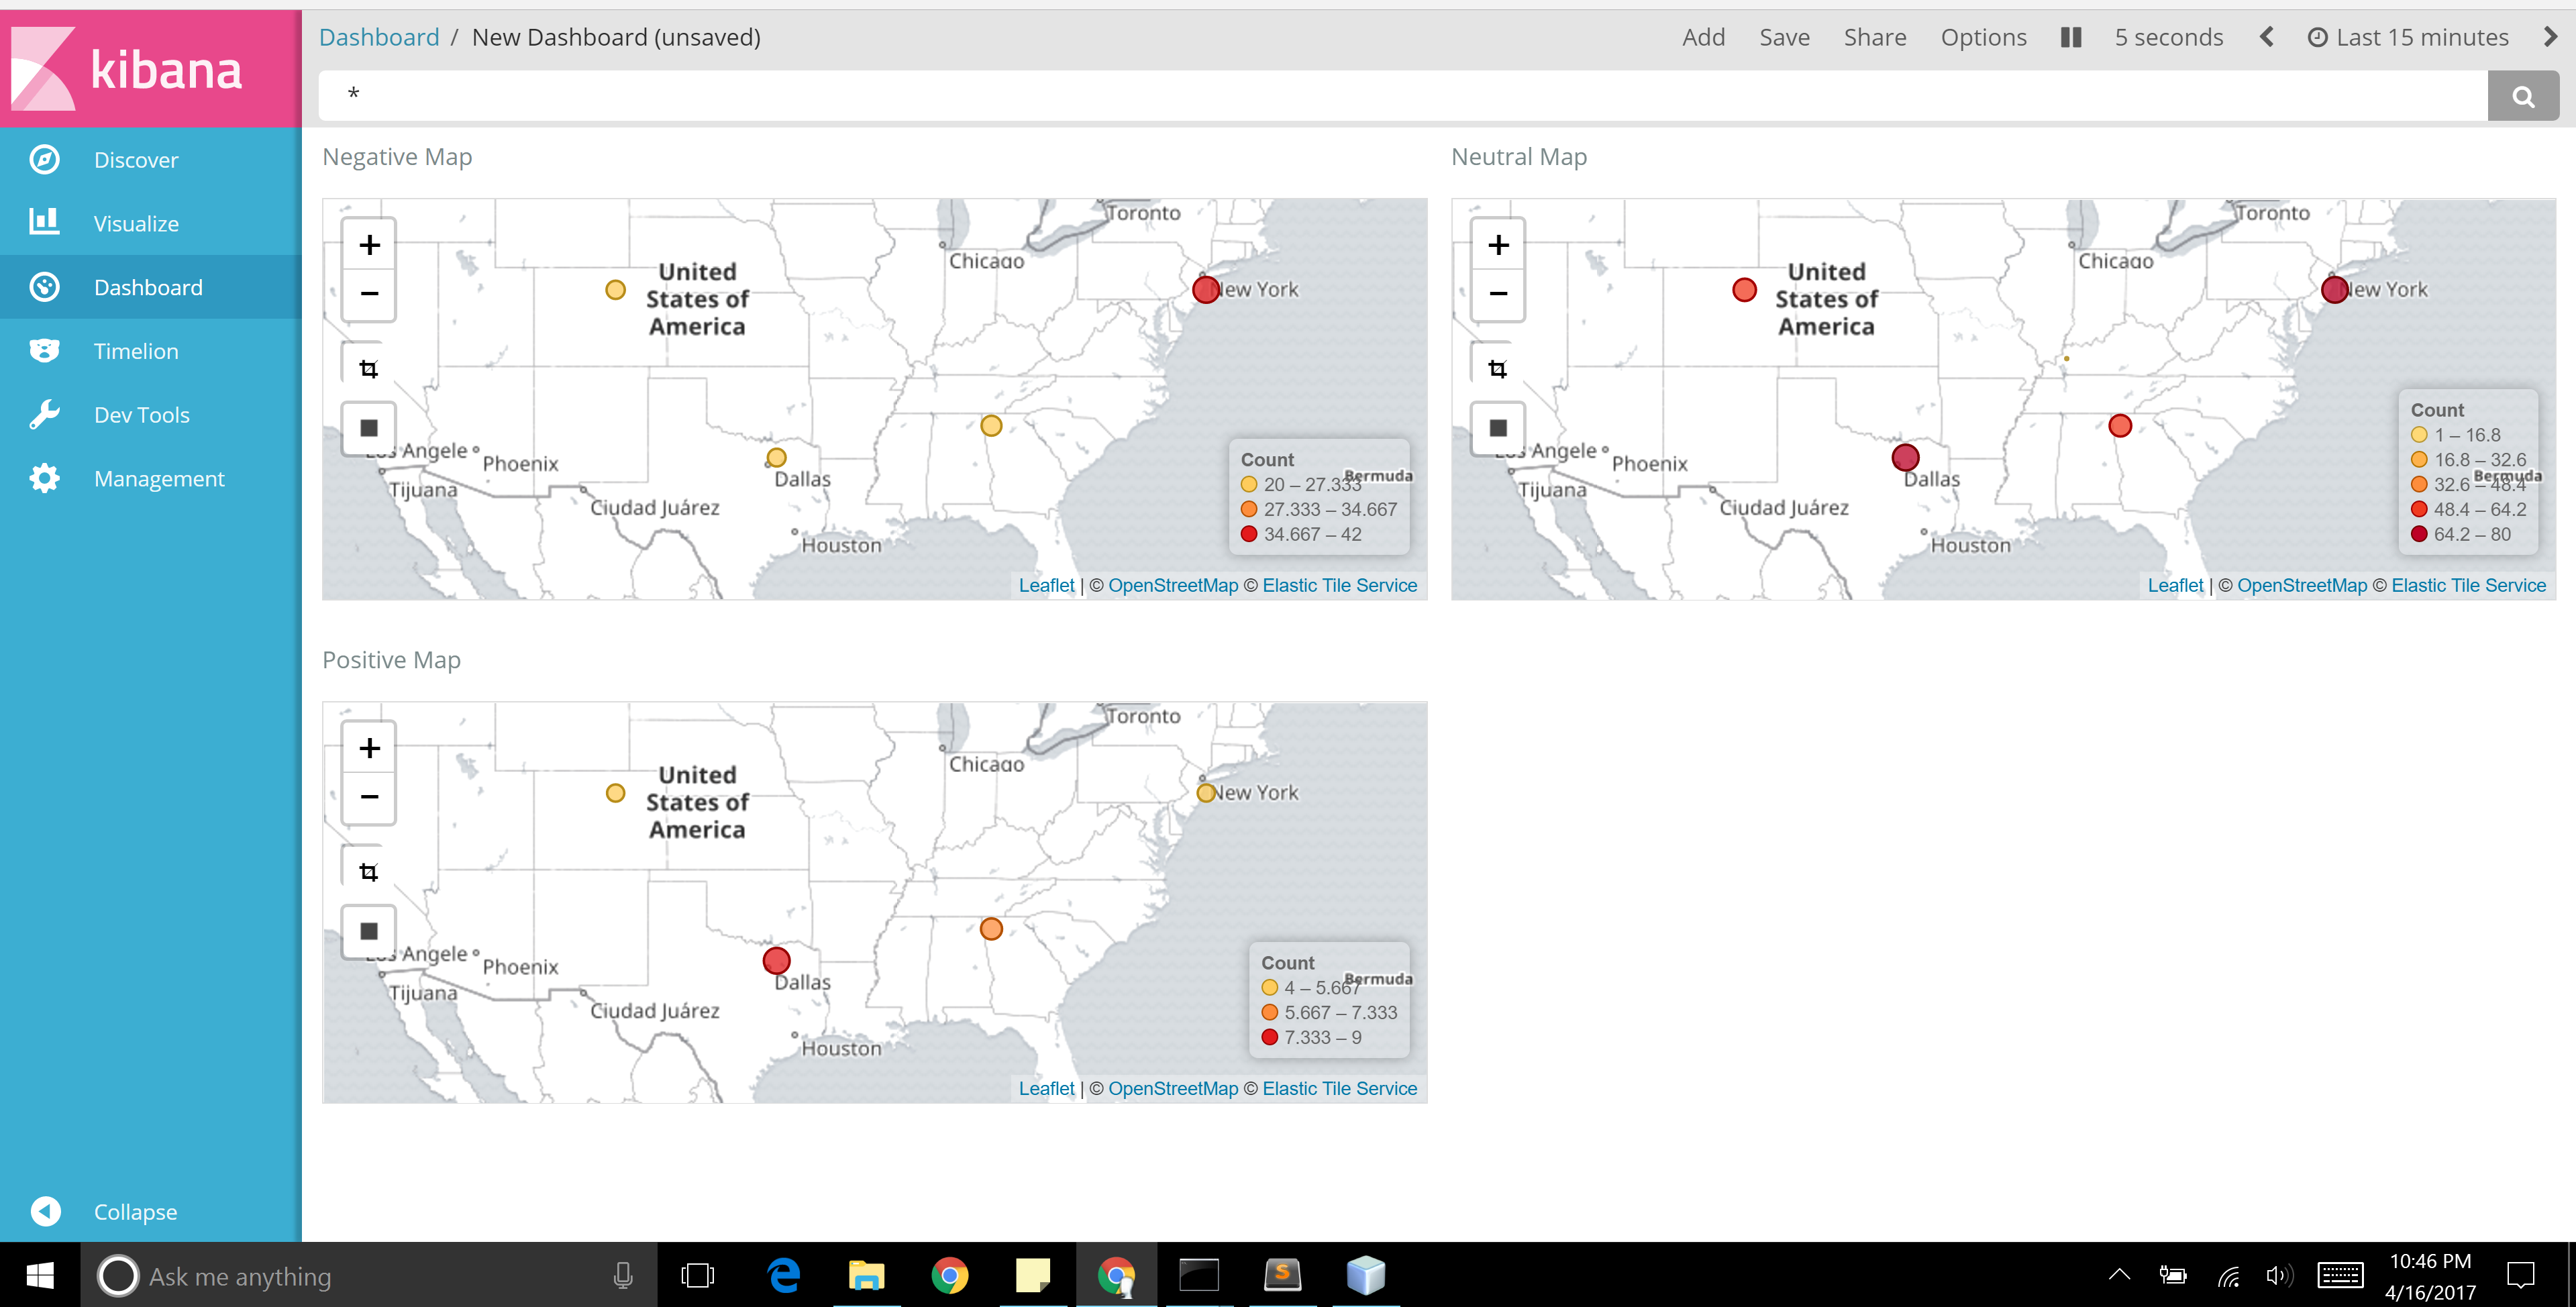 kibana
Dashboard / New Dashboard (unsaved)
Add Save Share Options 5 seconds Last 15 minutes
*
Discover
Visualize
Dashboard
Timelion
Dev Tools
Management
Collapse
Negative Map
+
−
Toronto
Chicago
United
States of
America
New York
Los Angele
Phoenix
Tijuana
Dallas
Ciudad Juárez
Houston
Bermuda
Count
20 – 27.333
27.333 – 34.667
34.667 – 42
Leaflet | © OpenStreetMap © Elastic Tile Service
Neutral Map
+
−
Toronto
Chicago
United
States of
America
New York
Los Angele
Phoenix
Tijuana
Dallas
Ciudad Juárez
Houston
Bermuda
Count
1 – 16.8
16.8 – 32.6
32.6 – 48.4
48.4 – 64.2
64.2 – 80
Leaflet | © OpenStreetMap © Elastic Tile Service
Positive Map
+
−
Toronto
Chicago
United
States of
America
New York
Los Angele
Phoenix
Tijuana
Dallas
Ciudad Juárez
Houston
Bermuda
Count
4 – 5.667
5.667 – 7.333
7.333 – 9
Leaflet | © OpenStreetMap © Elastic Tile Service
Ask me anything
10:46 PM
4/16/2017